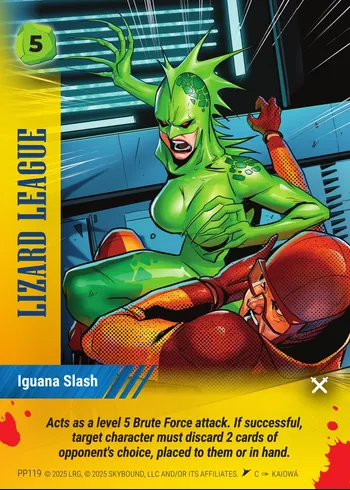 5
LIZARD LEAGUE
Iguana Slash
Acts as a level 5 Brute Force attack. If successful,
target character must discard 2 cards of
opponent's choice, placed to them or in hand.
PP119 © 2025 LRG, © 2025 SKYBOUND, LLC AND/OR ITS AFFILIATES. C KAIOWÁ